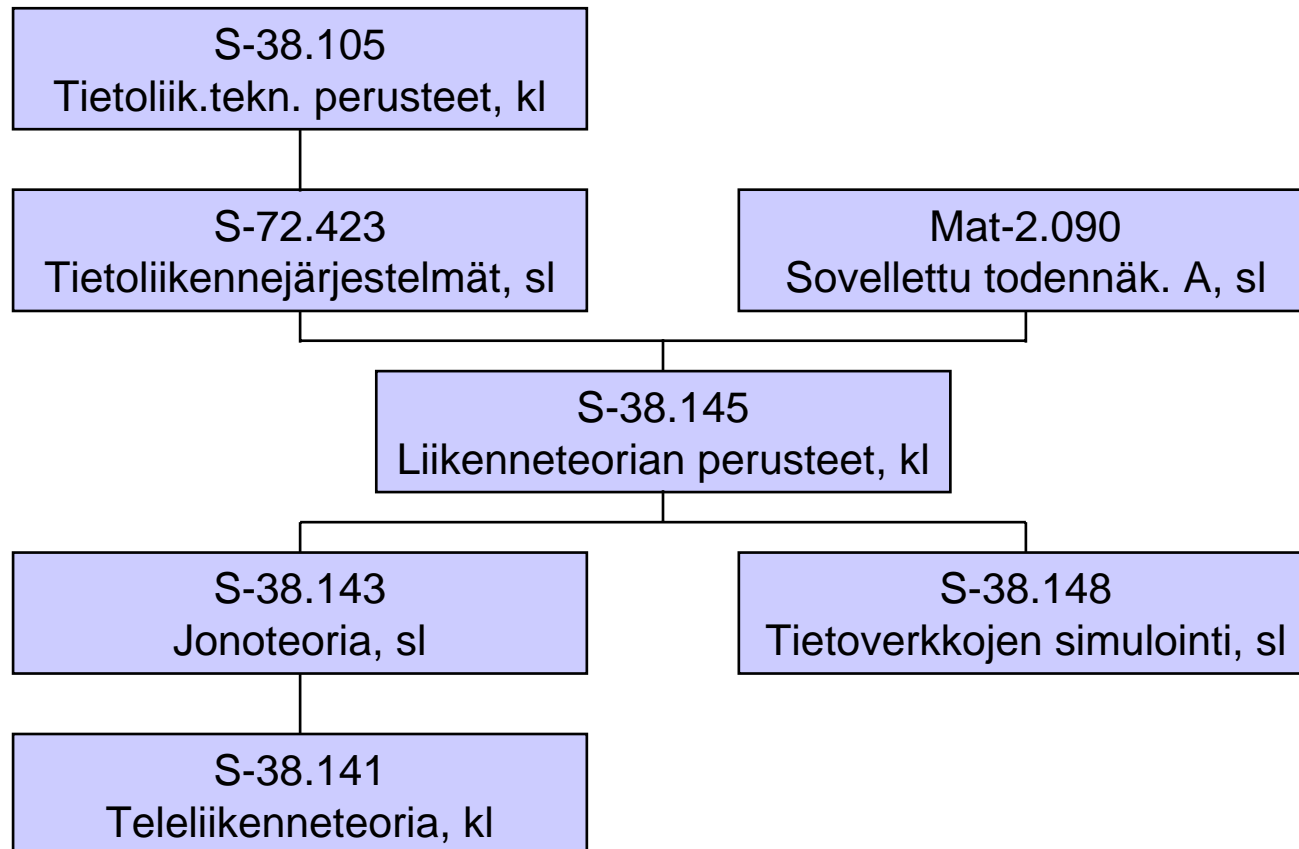 S-38.105
Tietoliik.tekn. perusteet, kl
S-72.423
Tietoliikennejärjestelmät, sl
Mat-2.090
Sovellettu todennäk. A, sl
S-38.145
Liikenneteorian perusteet, kl
S-38.143
Jonoteoria, sl
S-38.148
Tietoverkkojen simulointi, sl
S-38.141
Teleliikenneteoria, kl